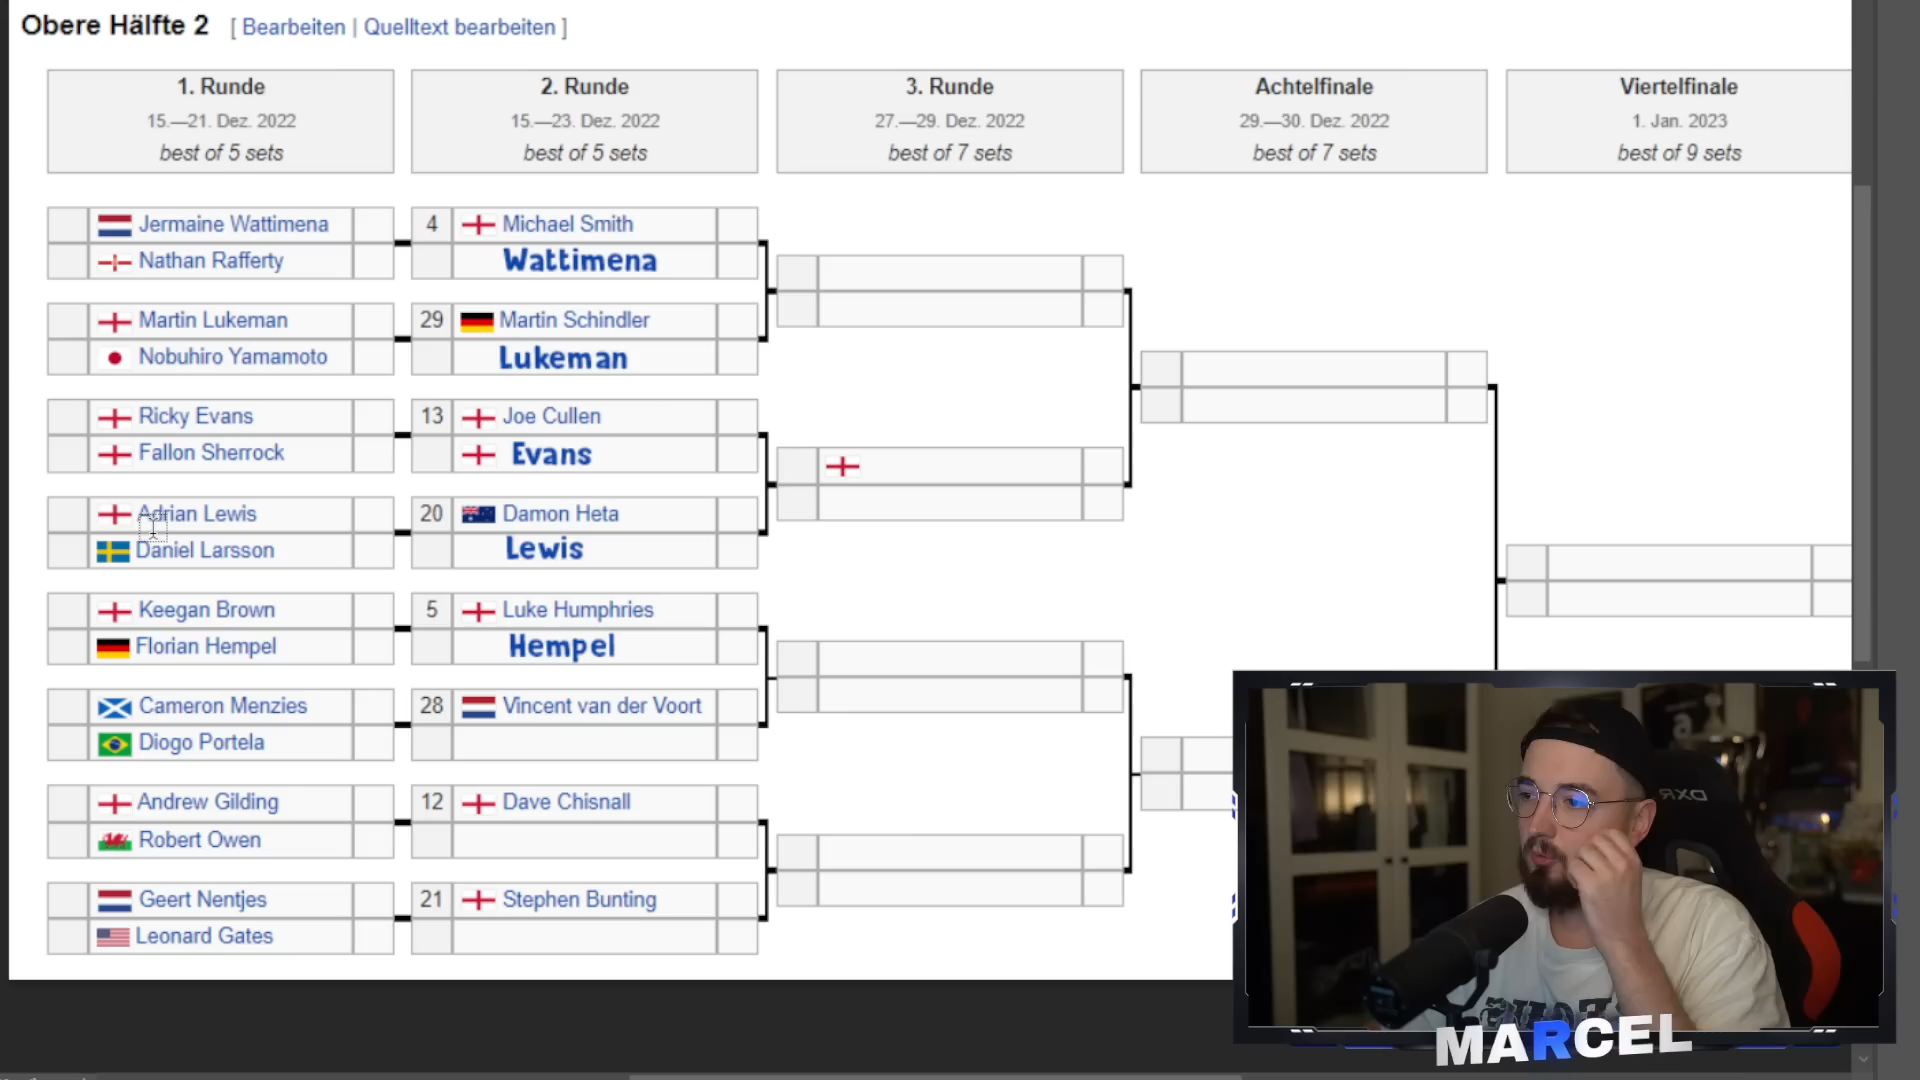 Obere Hälfte 2 [ Bearbeiten | Quelltext bearbeiten ]
1. Runde
15.—21. Dez. 2022
best of 5 sets
2. Runde
15.—23. Dez. 2022
best of 5 sets
3. Runde
27.—29. Dez. 2022
best of 7 sets
Achtelfinale
29.—30. Dez. 2022
best of 7 sets
Viertelfinale
1. Jan. 2023
best of 9 sets
Jermaine Wattimena
Nathan Rafferty
4 Michael Smith
Wattimena
Martin Lukeman
Nobuhiro Yamamoto
29 Martin Schindler
Lukeman
Ricky Evans
Fallon Sherrock
13 Joe Cullen
Evans
Adrian Lewis
Daniel Larsson
20 Damon Heta
Lewis
Keegan Brown
Florian Hempel
5 Luke Humphries
Hempel
Cameron Menzies
Diogo Portela
28 Vincent van der Voort
Andrew Gilding
Robert Owen
12 Dave Chisnall
Geert Nentjes
Leonard Gates
21 Stephen Bunting
DXR
MARCEL